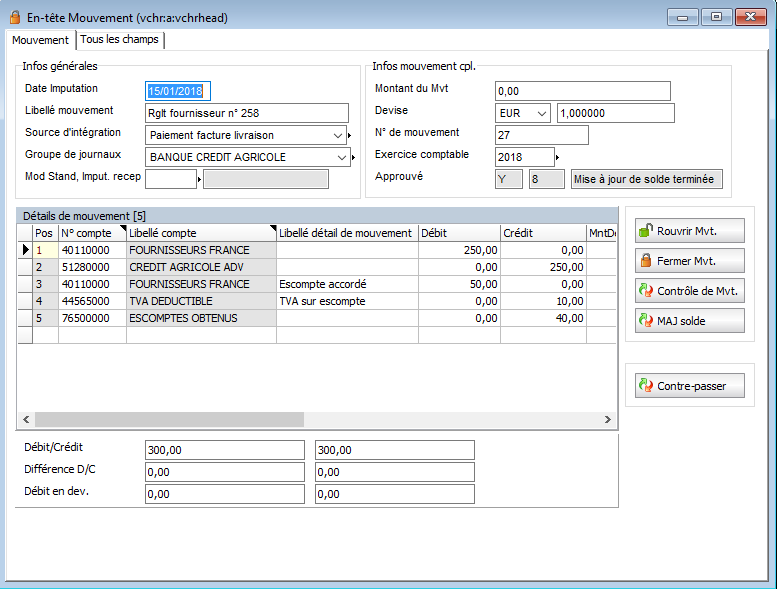 En-tête Mouvement (vchr:a:vchrhead)
Mouvement Tous les champs
Infos générales
Date Imputation 15/01/2018
Libellé mouvement Rglt fournisseur n° 258
Source d'intégration Paiement facture livraison
Groupe de journaux BANQUE CREDIT AGRICOLE
Mod Stand, Imput. recep
Infos mouvement cpl.
Montant du Mvt 0,00
Devise EUR 1,000000
N° de mouvement 27
Exercice comptable 2018
Approuvé Y 8 Mise à jour de solde terminée
Détails de mouvement [5]
Pos N° compte Libellé compte Libellé détail de mouvement Débit Crédit MntDe
1 40110000 FOURNISSEURS FRANCE 250,00 0,00
2 51280000 CREDIT AGRICOLE ADV 0,00 250,00
3 40110000 FOURNISSEURS FRANCE Escompte accordé 50,00 0,00
4 44565000 TVA DEDUCTIBLE TVA sur escompte 0,00 10,00
5 76500000 ESCOMPTES OBTENUS 0,00 40,00
Rouvrir Mvt.
Fermer Mvt.
Contrôle de Mvt.
MAJ solde
Contre-passer
Débit/Crédit 300,00 300,00
Différence D/C 0,00 0,00
Débit en dev. 0,00 0,00